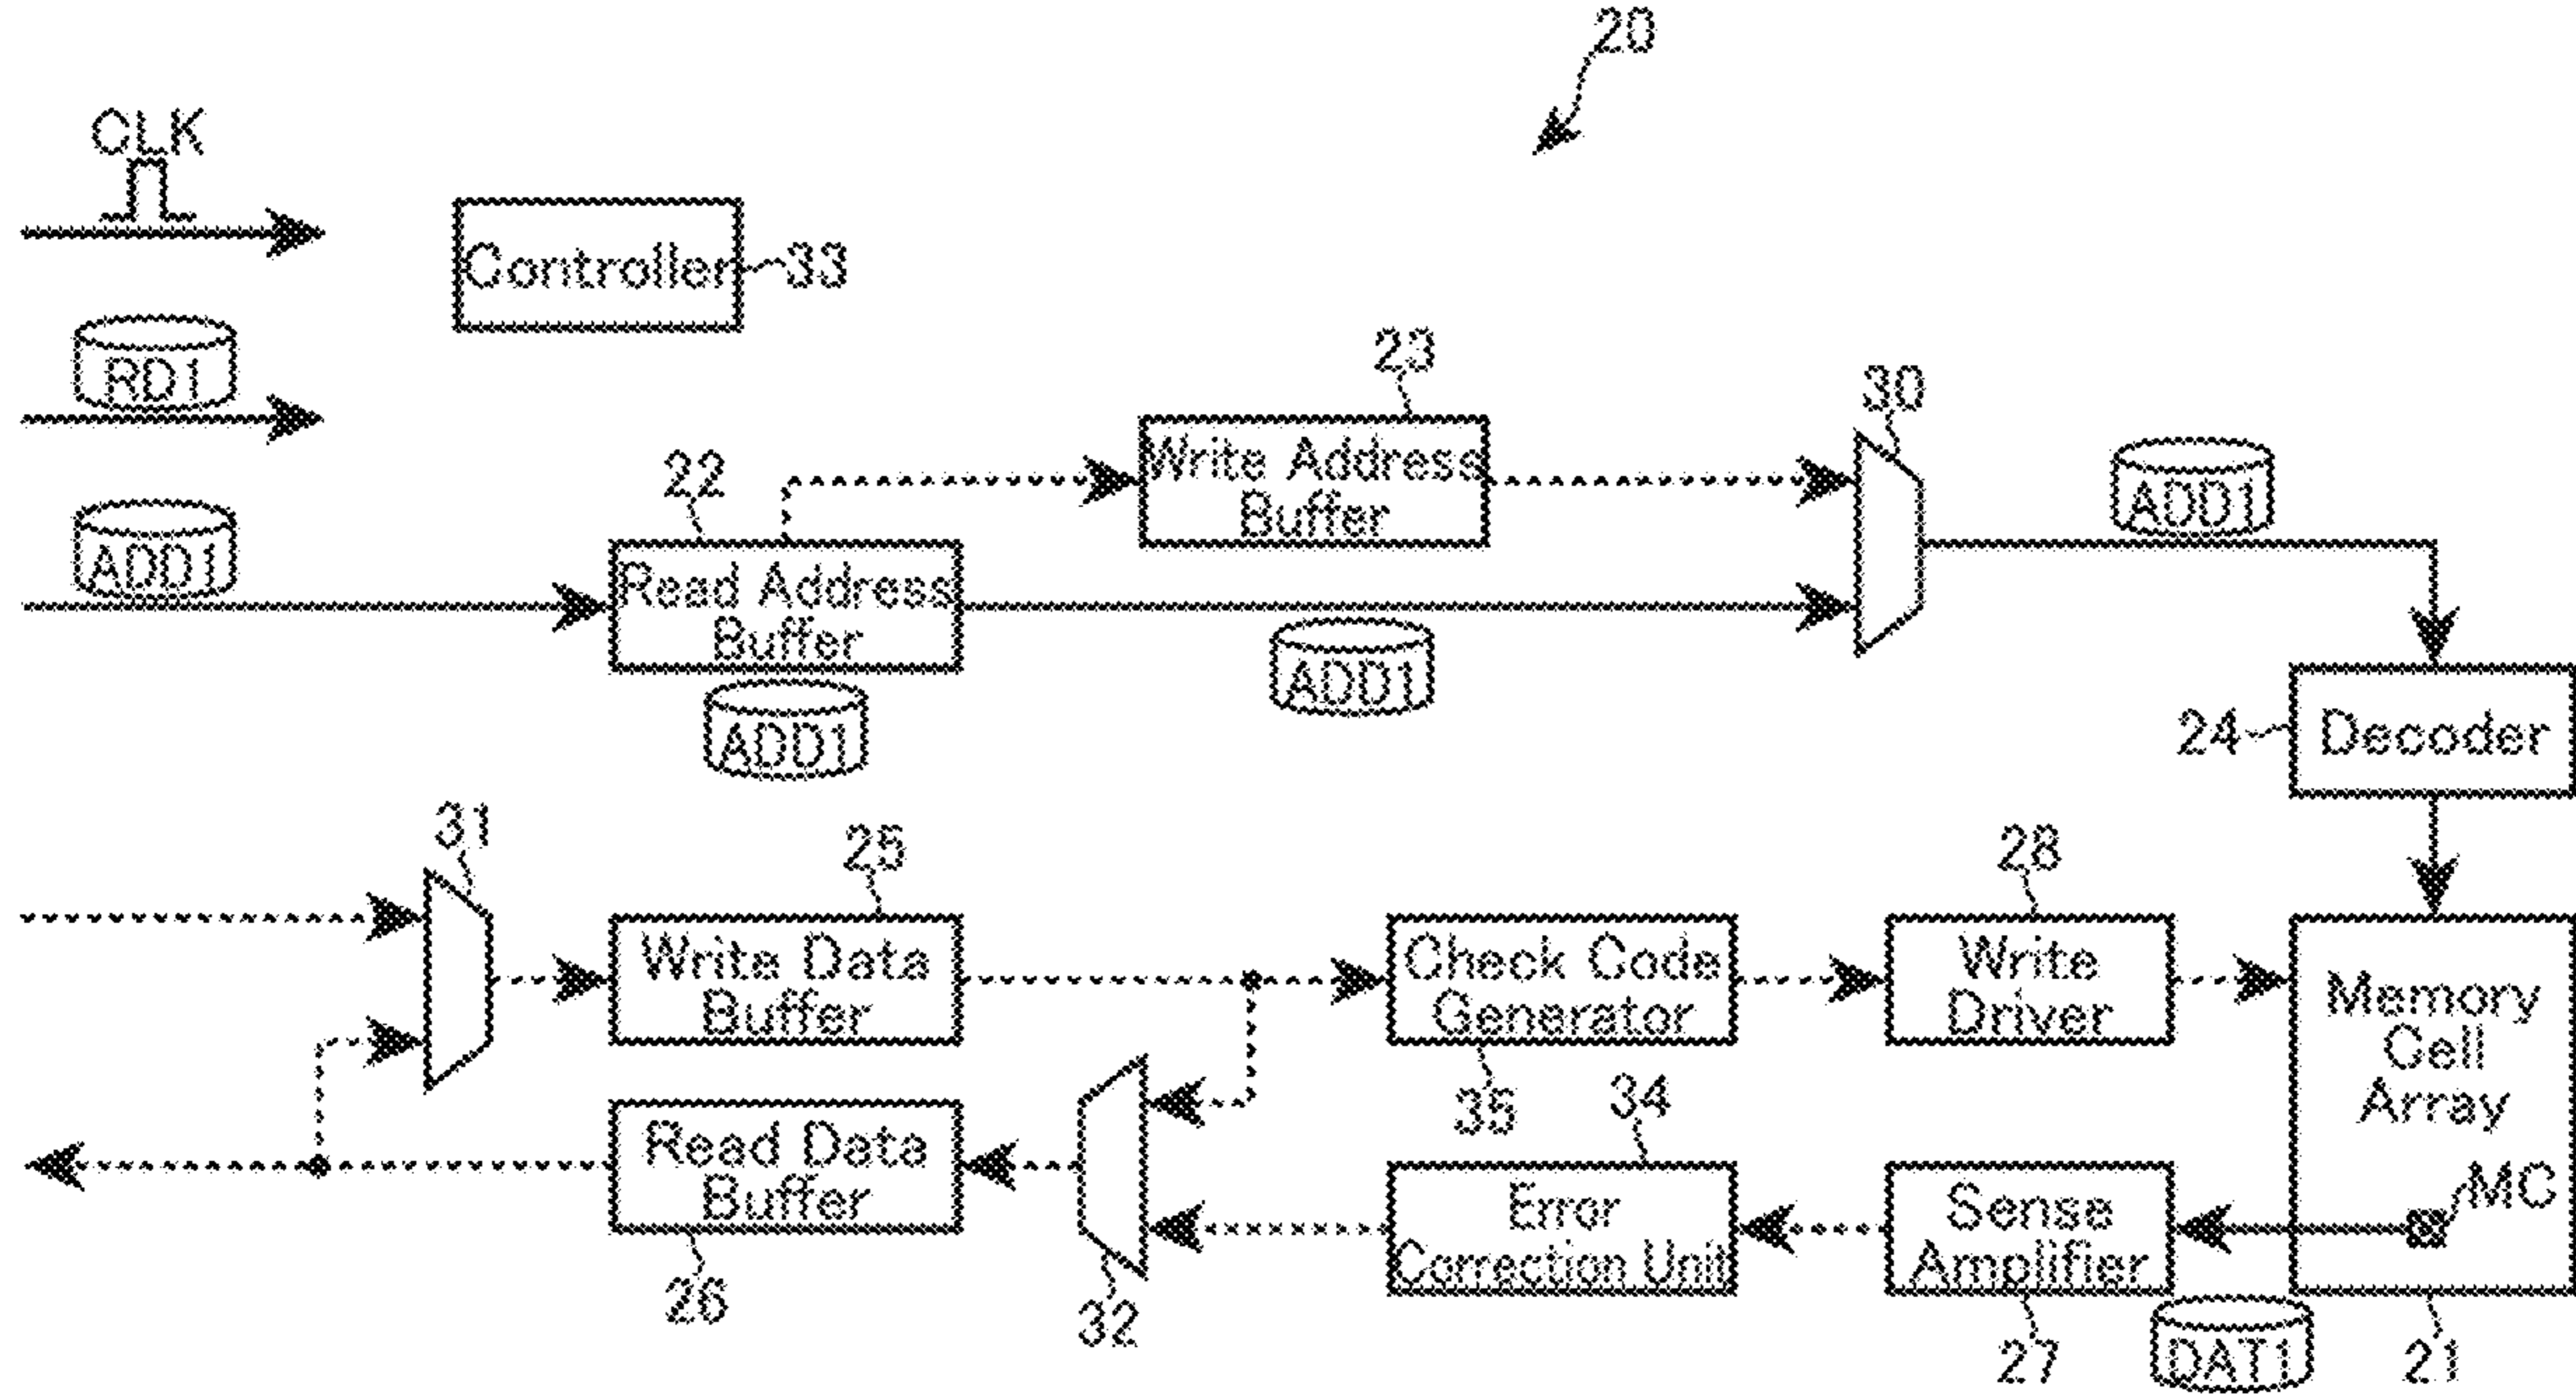 20
CLK
Controller
33
RD1
23
30
22
Write Address
Buffer
ADD1
ADD1
Read Address
Buffer
ADD1
ADD1
24
Decoder
31
25
28
Write Data
Buffer
Check Code
Generator
Write
Driver
Memory
Cell
Array
35
34
Read Data
Buffer
Error
Correction Unit
Sense
Amplifier
MC
26
32
27
DAT1
21